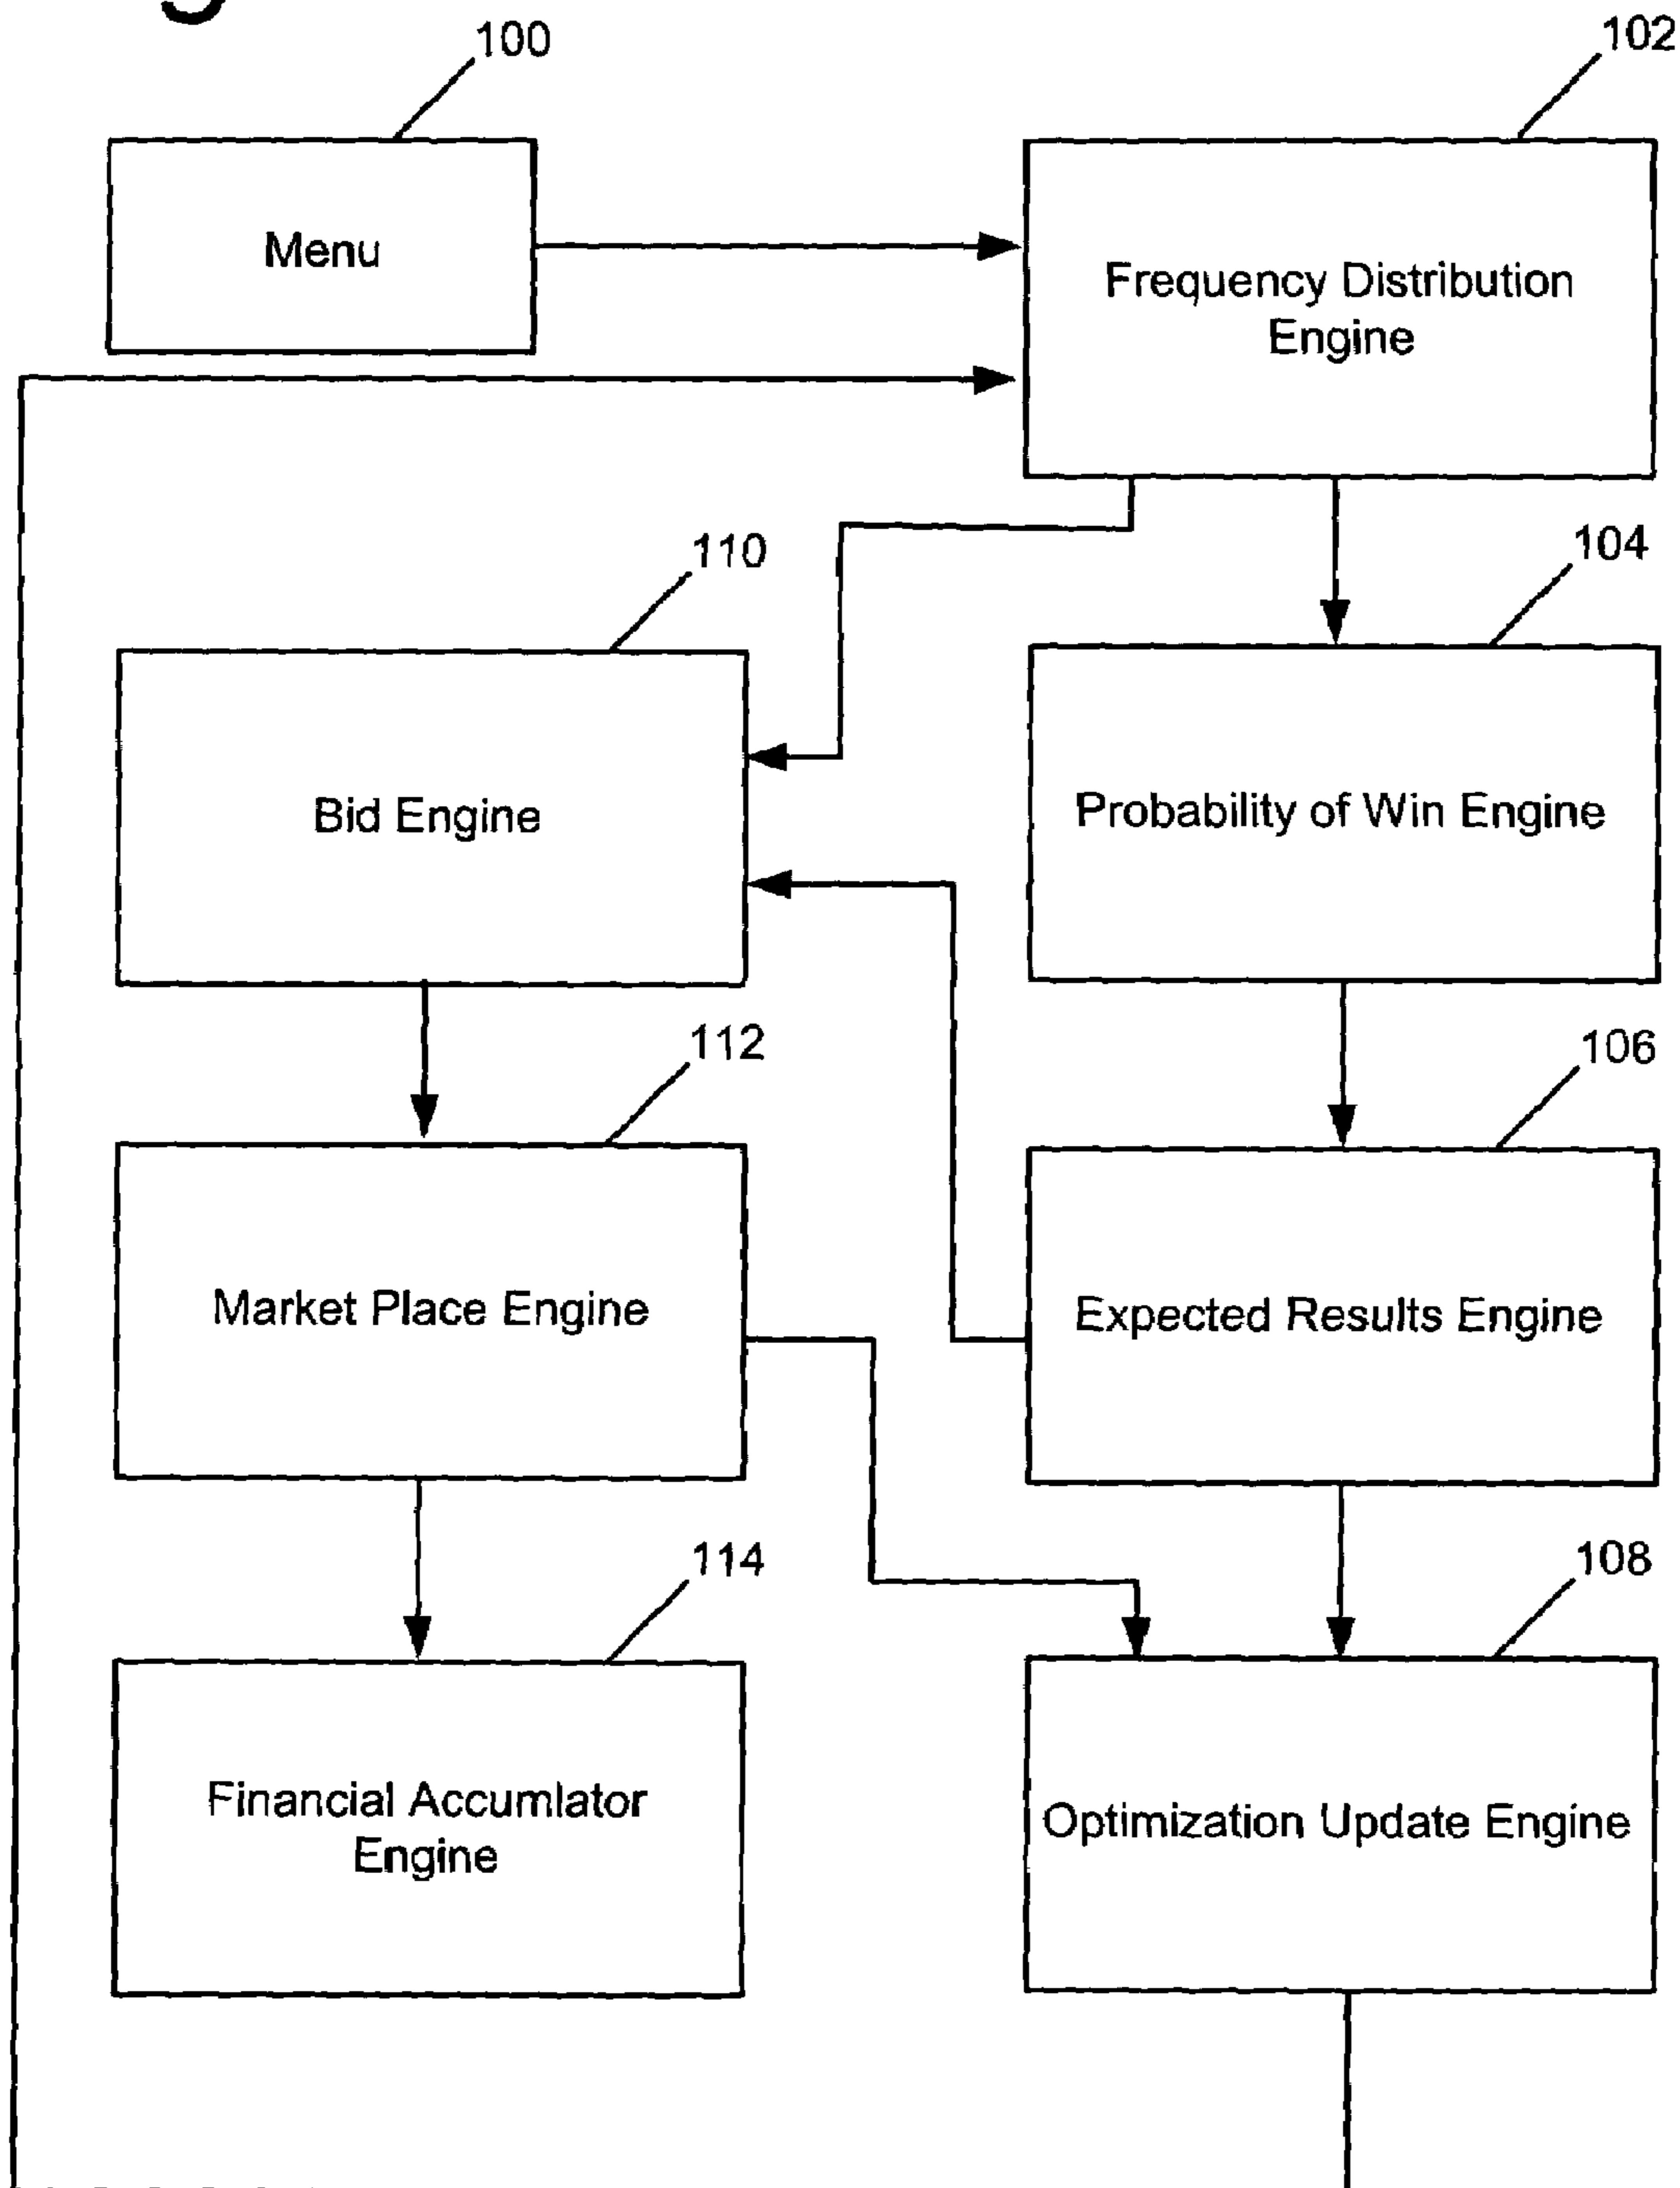 100
102
Menu
Frequency Distribution
Engine
110
104
Bid Engine
Probability of Win Engine
112
106
Market Place Engine
Expected Results Engine
114
108
Financial Accumlator
Engine
Optimization Update Engine